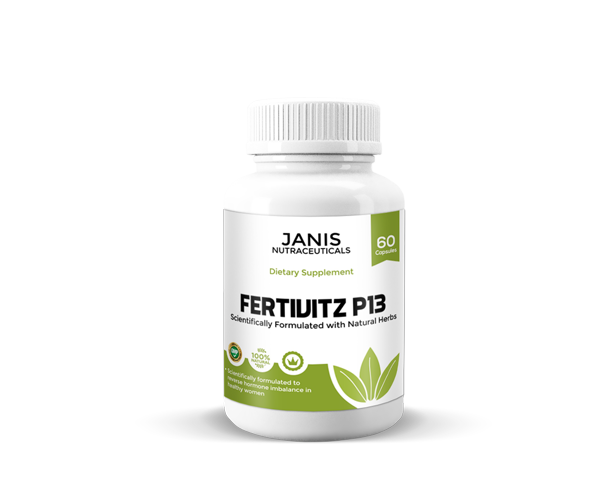 JANIS
NUTRACEUTICALS
60
Capsules
Dietary Supplement
FERTIVITZ P13
Scientifically Formulated with Natural Herbs
100%
NATURAL
Scientifically formulated to
reverse hormone imbalance in
healthy women